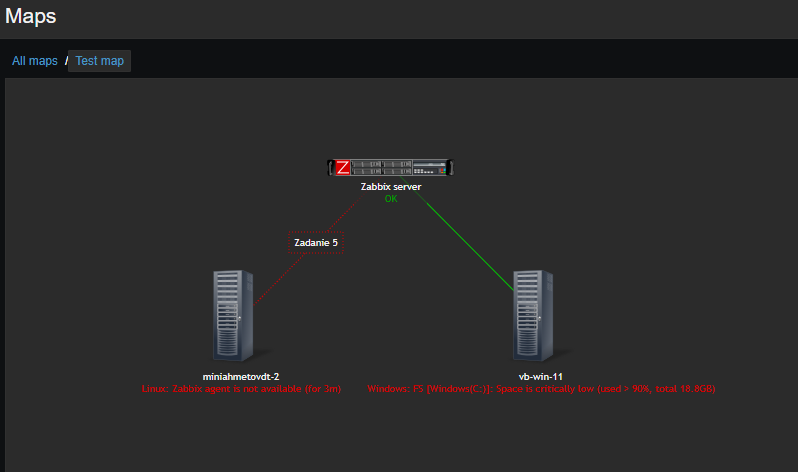 Maps
All maps / Test map
Z
Zabbix server
OK
Zadanie 5
miniahmetovdt-2
Linux: Zabbix agent is not available (for 3m)
vb-win-11
Windows: FS [Windows(C:)]: Space is critically low (used > 90%, total 18.8GB)